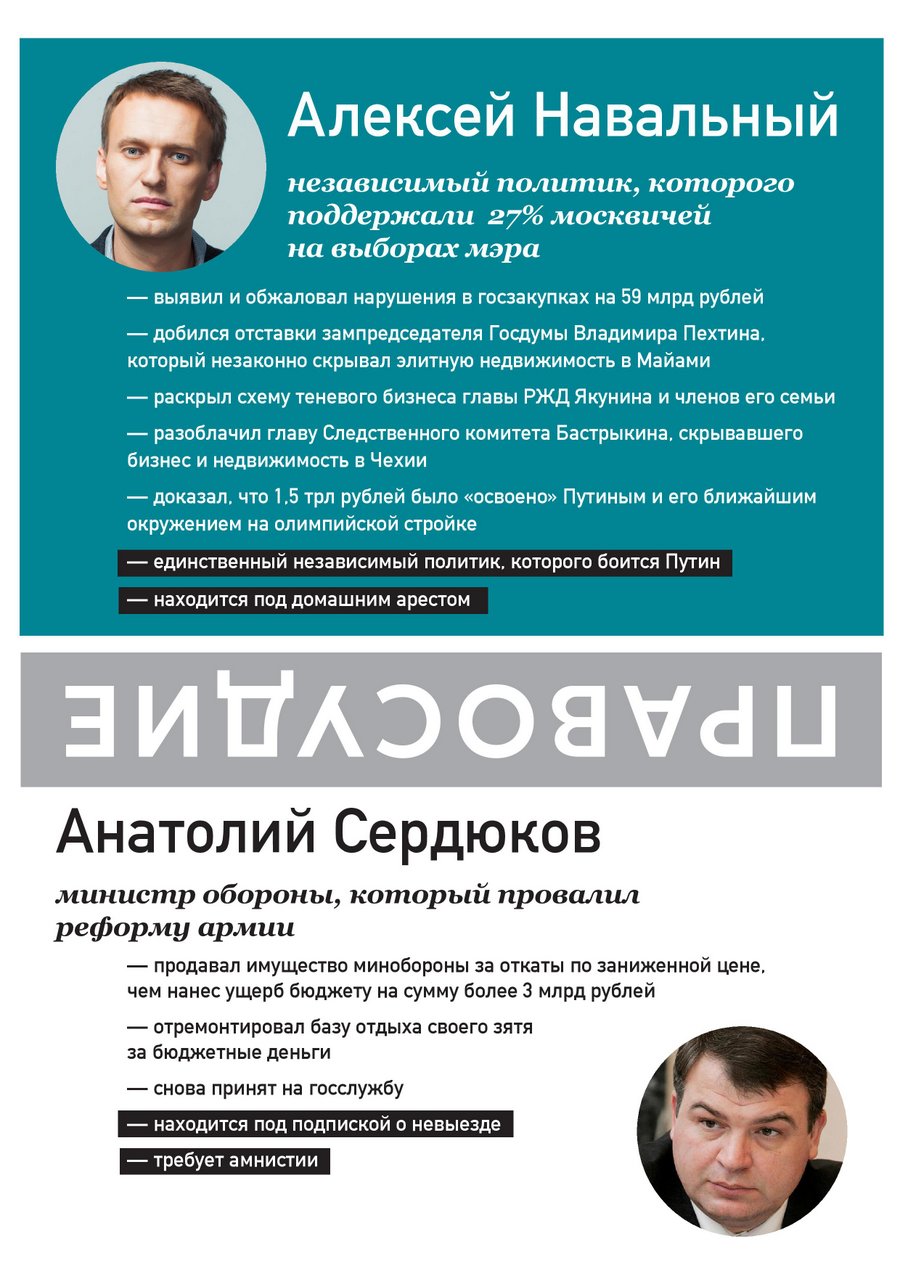 Алексей Навальный
независимый политик, которого
поддержали 27% москвичей
на выборах мэра
— выявил и обжаловал нарушения в госзакупках на 59 млрд рублей
— добился отставки зампредседателя Госдумы Владимира Пехтина,
который незаконно скрывал элитную недвижимость в Майами
— раскрыл схему теневого бизнеса главы РЖД Якунина и членов его семьи
— разоблачил главу Следственного комитета Бастрыкина, скрывавшего
бизнес и недвижимость в Чехии
— доказал, что 1,5 трл рублей было «освоено» Путиным и его ближайшим
окружением на олимпийской стройке
— единственный независимый политик, которого боится Путин
— находится под домашним арестом
ПРАВОСУДИЕ
Анатолий Сердюков
министр обороны, который провалил
реформу армии
— продавал имущество минобороны за откаты по заниженной цене,
чем нанес ущерб бюджету на сумму более 3 млрд рублей
— отремонтировал базу отдыха своего зятя
за бюджетные деньги
— снова принят на госслужбу
— находится под подпиской о невыезде
— требует амнистии